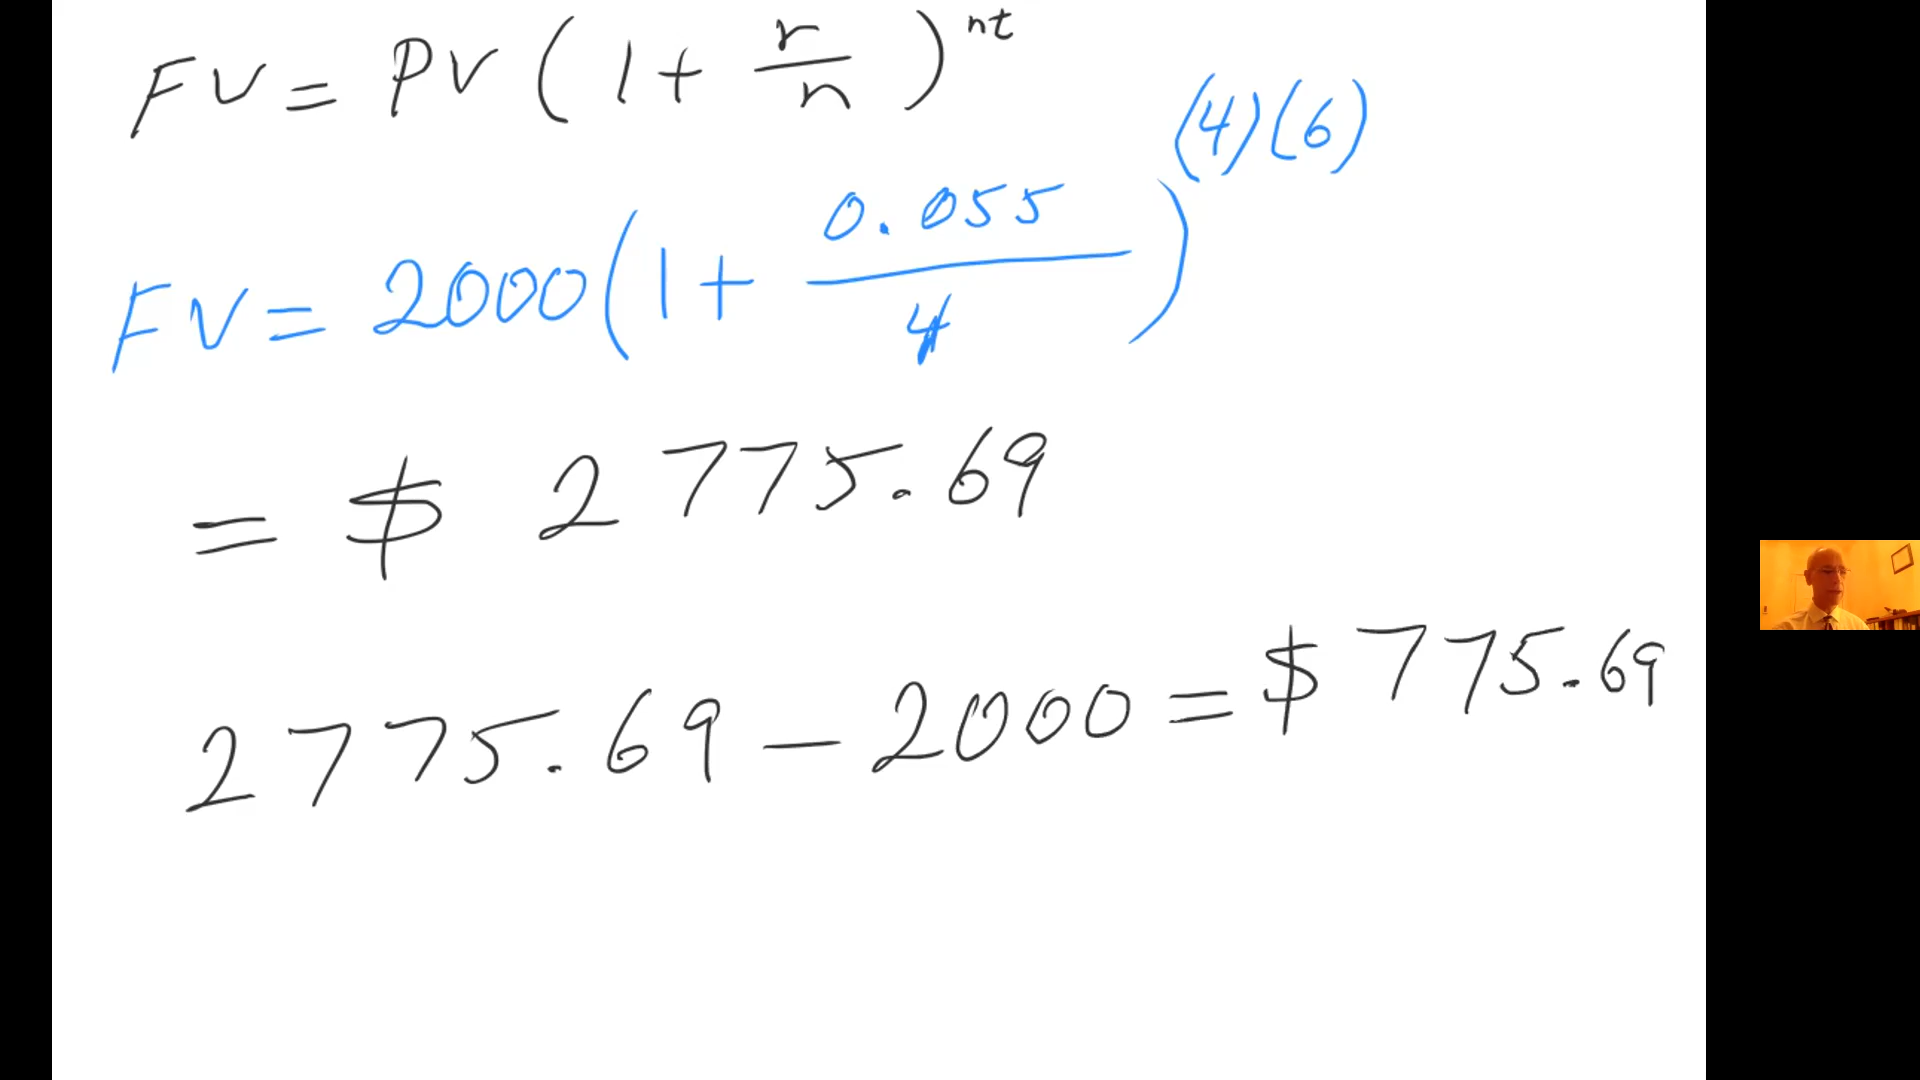 FV = PV (1 + r/n)^nt
FV = 2000 (1 + 0.055/4)^(4)(6)
= $ 2775.69
2775.69 – 2000 = $ 775.69